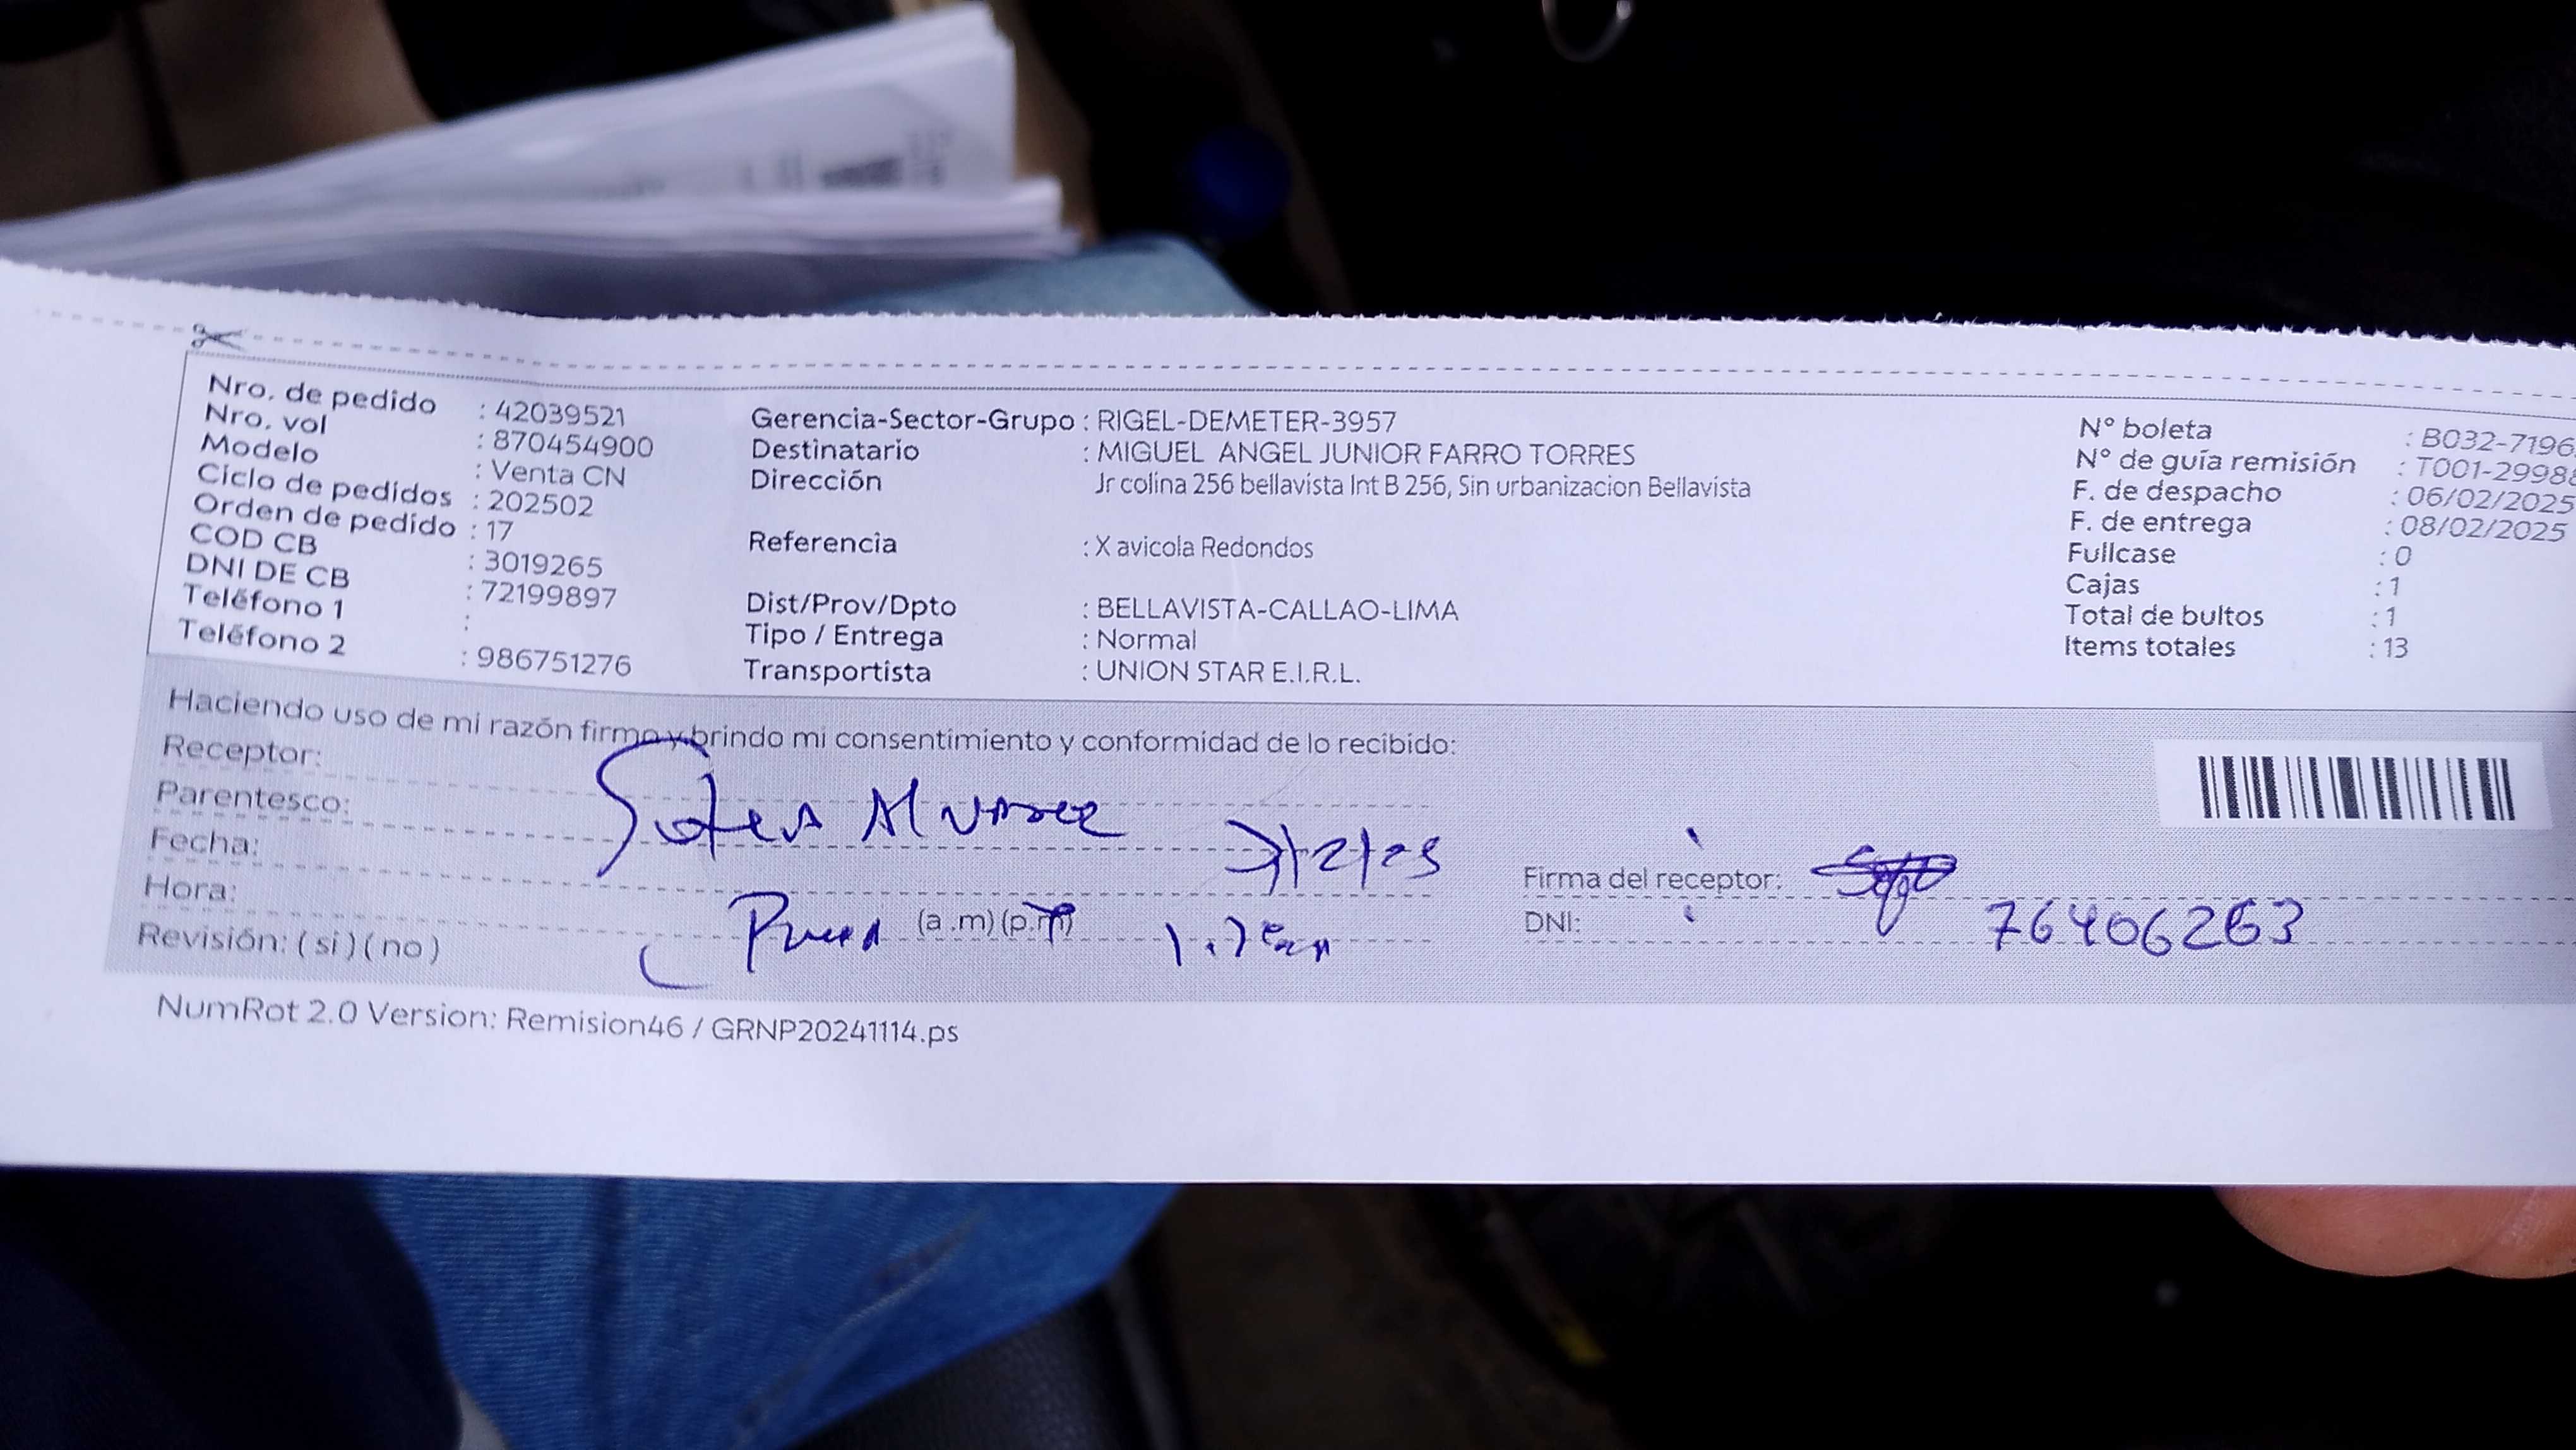 Nro. de pedido : 42039521
Nro. vol : 870454900
Modelo : Venta CN
Ciclo de pedidos : 202502
Orden de pedido : 17
COD CB : 3019265
DNI DE CB : 72199897
Teléfono 1 :
Teléfono 2 : 986751276
Gerencia-Sector-Grupo : RIGEL-DEMETER-3957
Destinatario : MIGUEL ANGEL JUNIOR FARRO TORRES
Dirección Jr colina 256 bellavista Int B 256, Sin urbanizacion Bellavista
Referencia : X avicola Redondos
Dist/Prov/Dpto : BELLAVISTA-CALLAO-LIMA
Tipo / Entrega : Normal
Transportista : UNION STAR E.I.R.L.
N° boleta : B032-7196
N° de guía remisión : T001-2998
F. de despacho : 06/02/2025
F. de entrega : 08/02/2025
Fullcase : 0
Cajas : 1
Total de bultos : 1
Items totales : 13
Haciendo uso de mi razón firmo y brindo mi consentimiento y conformidad de lo recibido:
Receptor:
Parentesco:
Alvarez
Fecha:
Hora: (a.m) (p.m)
Revisión: ( si ) ( no )
Firma del receptor:
DNI: 76406263
NumRot 2.0 Version: Remision46 / GRNP20241114.ps